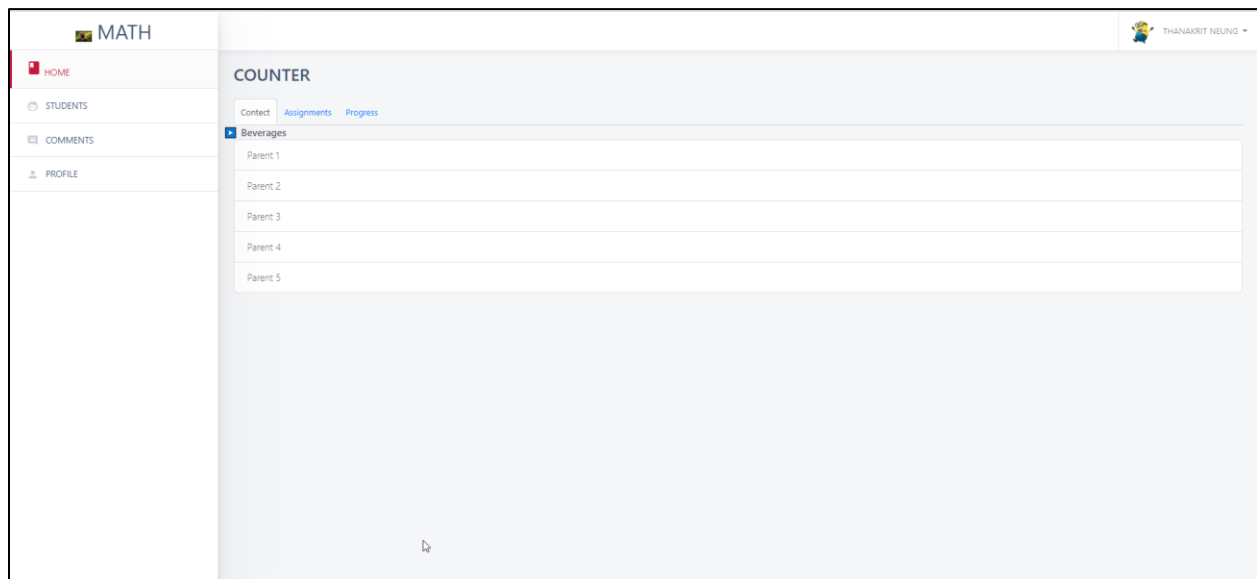 MATH
THANAKRIT NEUNG
HOME
STUDENTS
COMMENTS
PROFILE
COUNTER
Contect Assignments Progress
Beverages
Parent 1
Parent 2
Parent 3
Parent 4
Parent 5